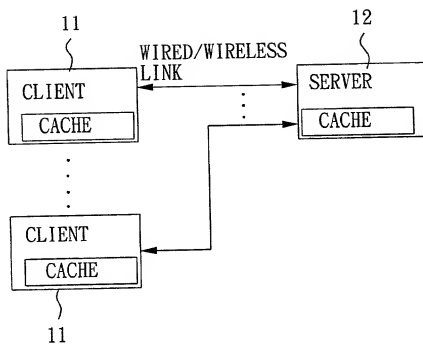 11
WIRED/WIRELESS
LINK
12
CLIENT
CACHE
SERVER
CACHE
CLIENT
CACHE
11